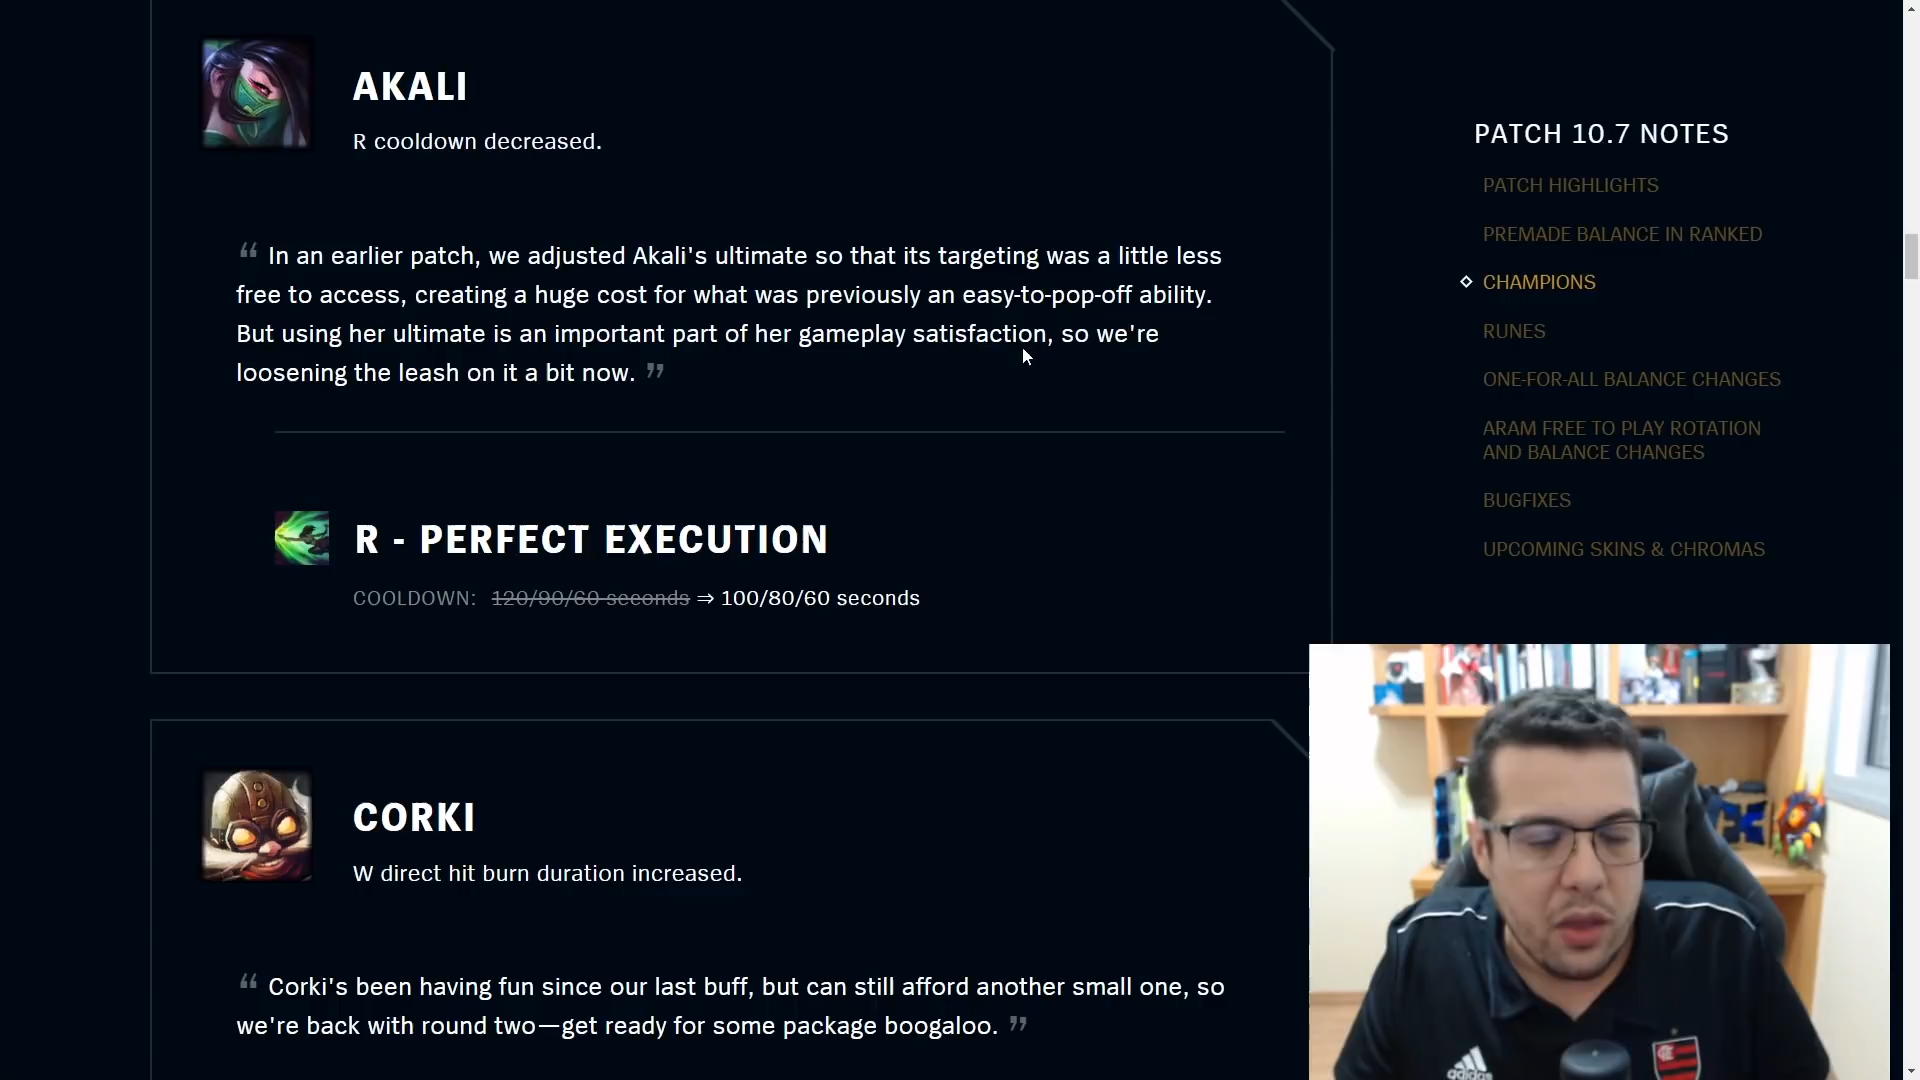 AKALI
R cooldown decreased.
“ In an earlier patch, we adjusted Akali's ultimate so that its targeting was a little less
free to access, creating a huge cost for what was previously an easy-to-pop-off ability.
But using her ultimate is an important part of her gameplay satisfaction, so we're
loosening the leash on it a bit now. ”
R - PERFECT EXECUTION
COOLDOWN: 120/90/60 seconds ⇒ 100/80/60 seconds
CORKI
W direct hit burn duration increased.
“ Corki's been having fun since our last buff, but can still afford another small one, so
we're back with round two—get ready for some package boogaloo. ”
PATCH 10.7 NOTES
PATCH HIGHLIGHTS
PREMADE BALANCE IN RANKED
CHAMPIONS
RUNES
ONE-FOR-ALL BALANCE CHANGES
ARAM FREE TO PLAY ROTATION
AND BALANCE CHANGES
BUGFIXES
UPCOMING SKINS & CHROMAS
adidas